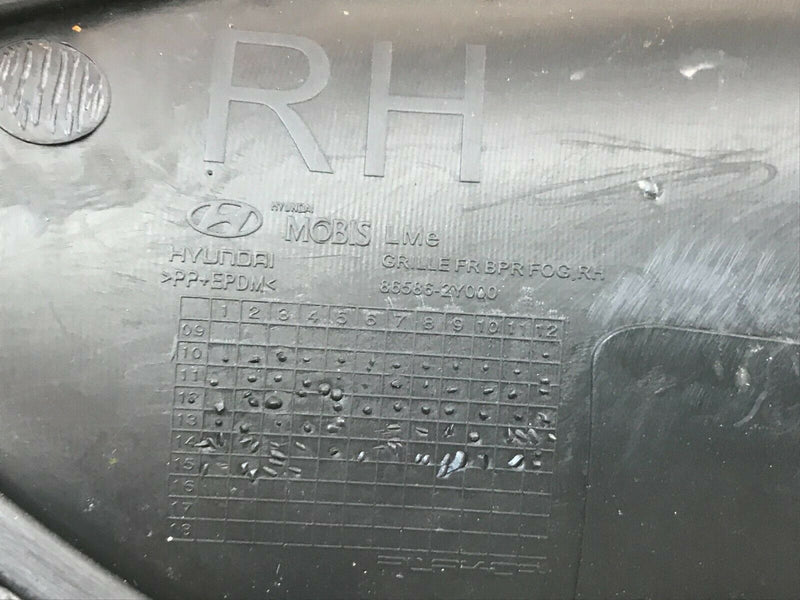 RH
HYUNDAI
MOBIS LMe
HYUNDAI
GRILLE FR BPR FOG,RH
>PP+EPDM<
86586-2Y000
1 2 3 4 5 6 7 8 9 10 11 12
09
10
11
12
13
14
15
16
17
18